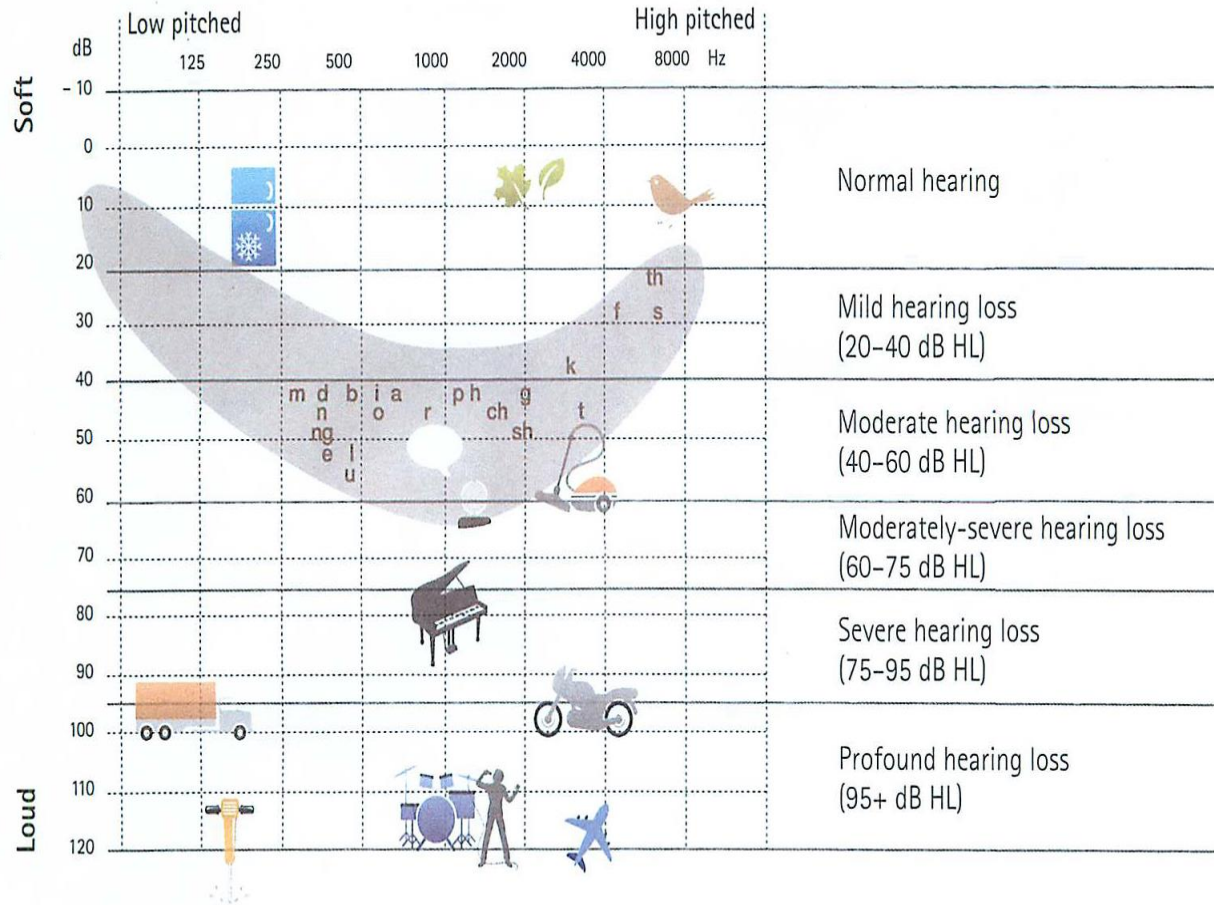 Low pitched High pitched
dB 125 250 500 1000 2000 4000 8000 Hz
Soft
- 10
0
Normal hearing
10
20
th
Mild hearing loss
f s
30
(20–40 dB HL)
k
40
m d b i a p h g
n o r ch t
Moderate hearing loss
ng sh
50
(40–60 dB HL)
e l
u
60
Moderately-severe hearing loss
70
(60–75 dB HL)
80
Severe hearing loss
90
(75–95 dB HL)
100
Profound hearing loss
110
(95+ dB HL)
Loud
120